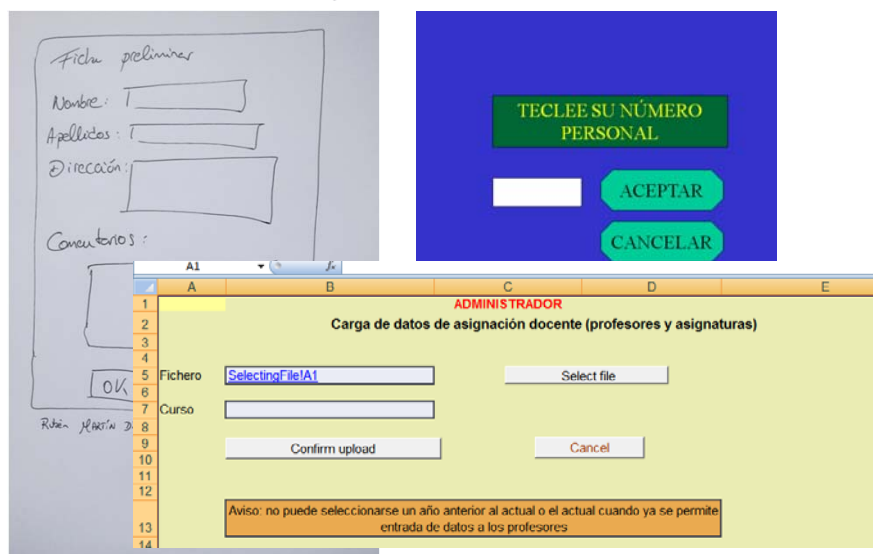 Ficha preliminar
Nombre:
Apellidos:
Dirección:
Comentarios:
OK
Rubén MARTÍN D
TECLEE SU NÚMERO
PERSONAL
ACEPTAR
CANCELAR
A1 fx
A B C D E
1 ADMINISTRADOR
2 Carga de datos de asignación docente (profesores y asignaturas)
3
4
5 Fichero SelectingFile!A1 Select file
6
7 Curso
8
9 Confirm upload Cancel
10
11
12
Aviso: no puede seleccionarse un año anterior al actual o el actual cuando ya se permite
13 entrada de datos a los profesores
14